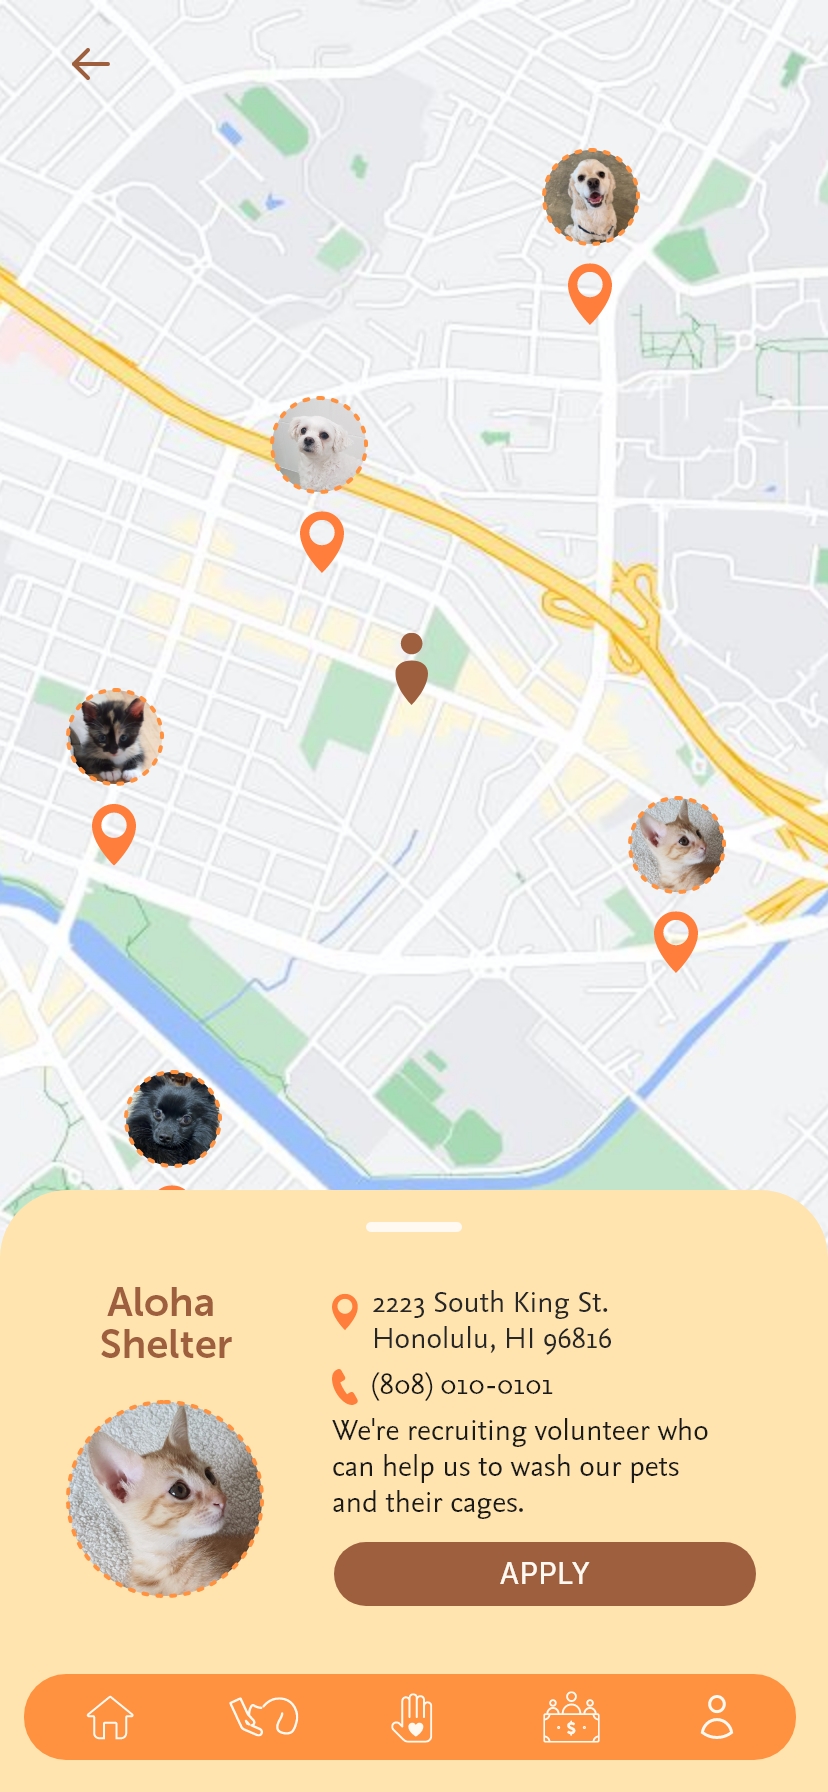 Aloha
Shelter
2223 South King St.
Honolulu, HI 96816
(808) 010-0101
We're recruiting volunteer who
can help us to wash our pets
and their cages.
APPLY
$